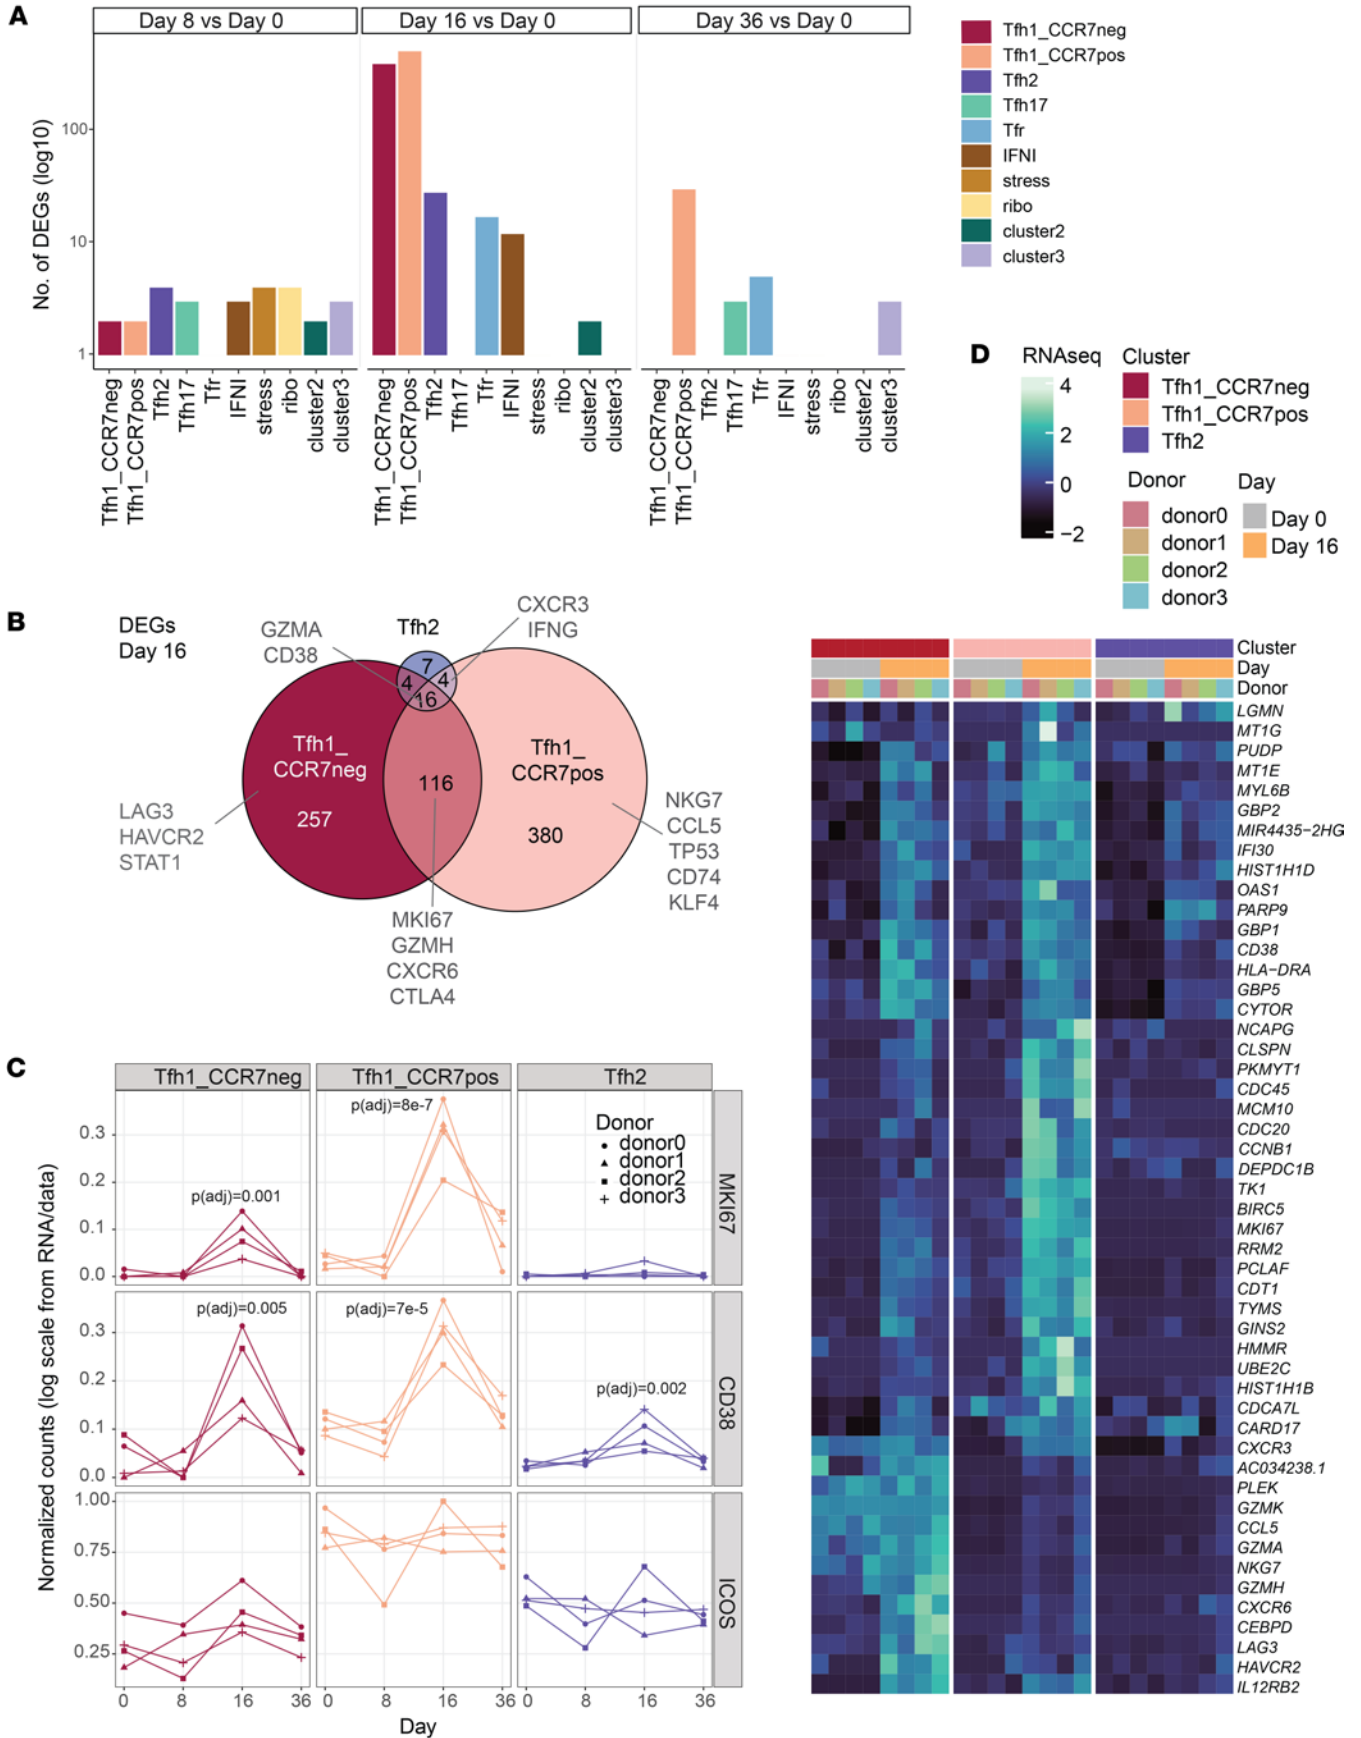 A
Day 8 vs Day 0
Day 16 vs Day 0
Day 36 vs Day 0
No. of DEGs (log10)
100
10
1
Tfh1_CCR7neg
Tfh1_CCR7pos
Tfh2
Tfh17
Tfr
IFNI
stress
ribo
cluster2
cluster3
Tfh1_CCR7neg
Tfh1_CCR7pos
Tfh2
Tfh17
Tfr
IFNI
stress
ribo
cluster2
cluster3
Tfh1_CCR7neg
Tfh1_CCR7pos
Tfh2
Tfh17
Tfr
IFNI
stress
ribo
cluster2
cluster3
Tfh1_CCR7neg
Tfh1_CCR7pos
Tfh2
Tfh17
Tfr
IFNI
stress
ribo
cluster2
cluster3
B
DEGs
Day 16
GZMA
CD38
Tfh2
CXCR3
IFNG
7
4
4
16
Tfh1_
CCR7neg
257
116
Tfh1_
CCR7pos
380
LAG3
HAVCR2
STAT1
NKG7
CCL5
TP53
CD74
KLF4
MKI67
GZMH
CXCR6
CTLA4
C
Tfh1_CCR7neg
Tfh1_CCR7pos
Tfh2
Normalized counts (log scale from RNA/data)
0.3
0.2
0.1
0.0
p(adj)=0.001
p(adj)=8e-7
Donor
donor0
donor1
donor2
donor3
MKI67
0.3
0.2
0.1
0.0
p(adj)=0.005
p(adj)=7e-5
p(adj)=0.002
CD38
1.00
0.75
0.50
0.25
ICOS
0 8 16 36
0 8 16 36
0 8 16 36
Day
D
RNAseq
4
2
0
−2
Cluster
Tfh1_CCR7neg
Tfh1_CCR7pos
Tfh2
Donor
donor0
donor1
donor2
donor3
Day
Day 0
Day 16
Cluster
Day
Donor
LGMN
MT1G
PUDP
MT1E
MYL6B
GBP2
MIR4435−2HG
IFI30
HIST1H1D
OAS1
PARP9
GBP1
CD38
HLA−DRA
GBP5
CYTOR
NCAPG
CLSPN
PKMYT1
CDC45
MCM10
CDC20
CCNB1
DEPDC1B
TK1
BIRC5
MKI67
RRM2
PCLAF
CDT1
TYMS
GINS2
HMMR
UBE2C
HIST1H1B
CDCA7L
CARD17
CXCR3
AC034238.1
PLEK
GZMK
CCL5
GZMA
NKG7
GZMH
CXCR6
CEBPD
LAG3
HAVCR2
IL12RB2